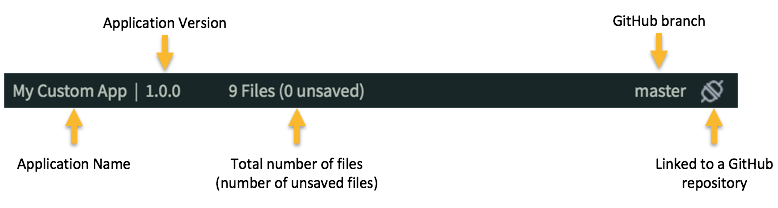 Application Version
GitHub branch
My Custom App | 1.0.0
9 Files (0 unsaved)
master
Application Name
Total number of files
(number of unsaved files)
Linked to a GitHub
repository